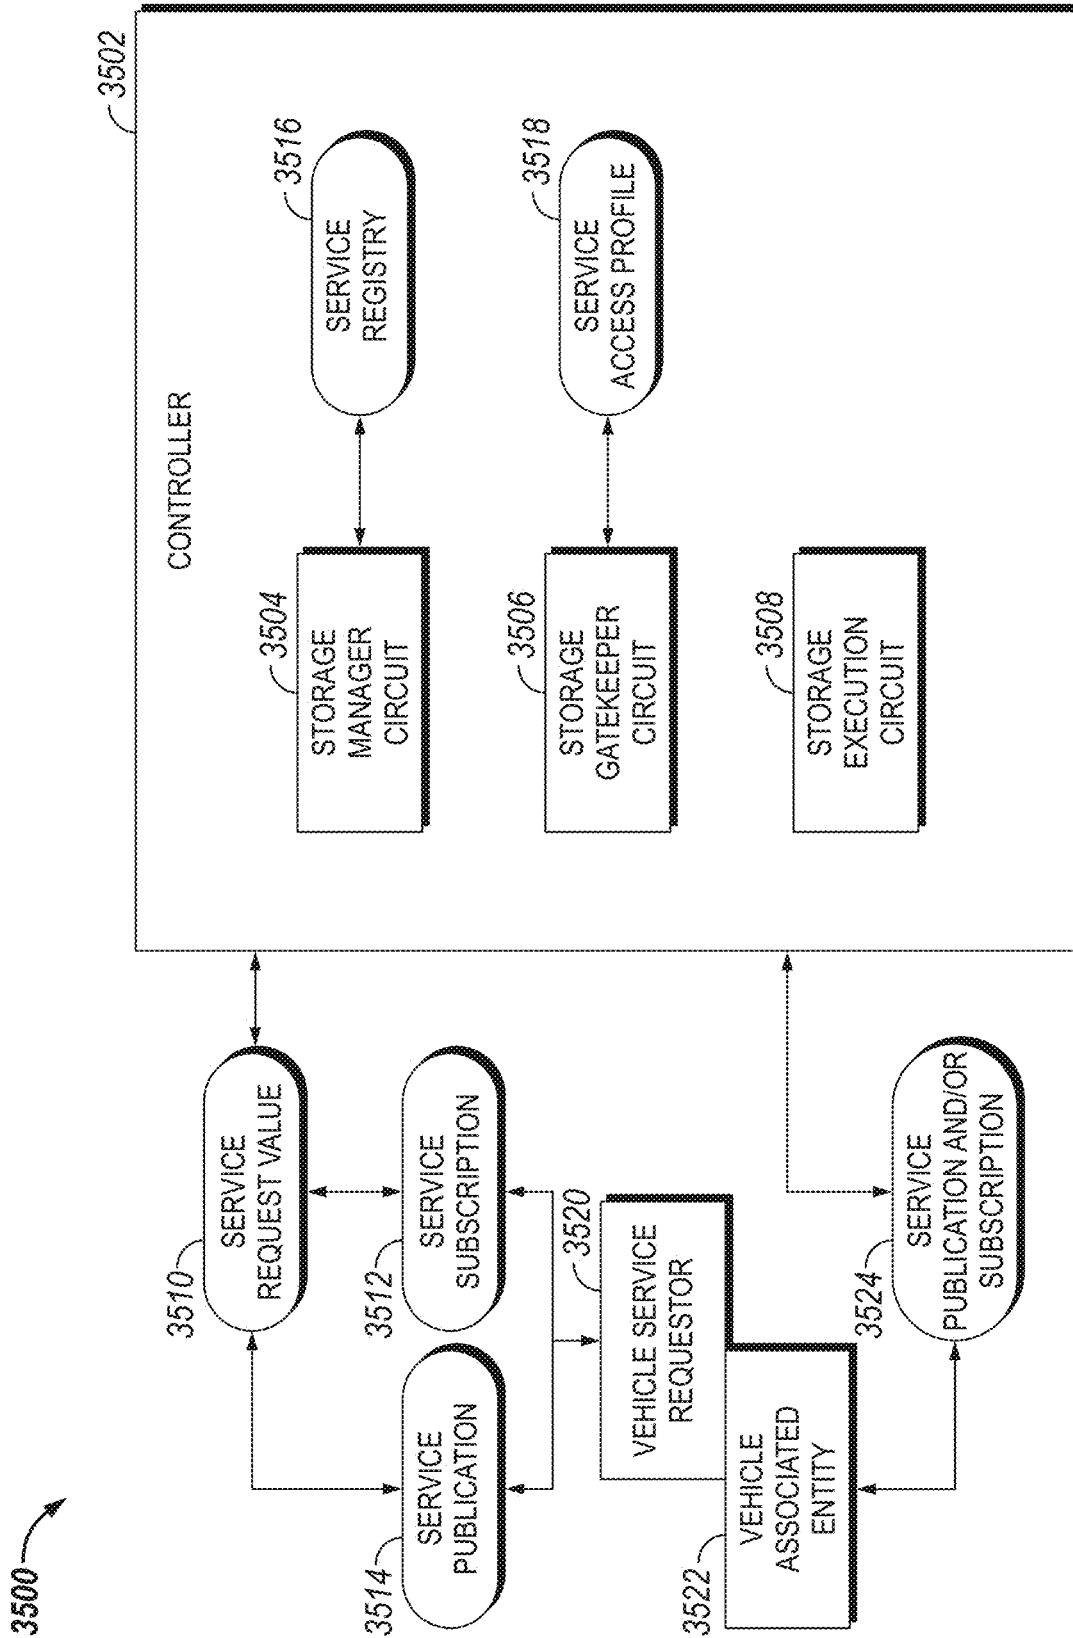 3500
3514
SERVICE
PUBLICATION
3510
SERVICE
REQUEST VALUE
3512
SERVICE
SUBSCRIPTION
3520
VEHICLE SERVICE
REQUESTOR
3522
VEHICLE
ASSOCIATED
ENTITY
3524
SERVICE
PUBLICATION AND/OR
SUBSCRIPTION
3502
CONTROLLER
3504
STORAGE
MANAGER
CIRCUIT
3516
SERVICE
REGISTRY
3506
STORAGE
GATEKEEPER
CIRCUIT
3518
SERVICE
ACCESS PROFILE
3508
STORAGE
EXECUTION
CIRCUIT